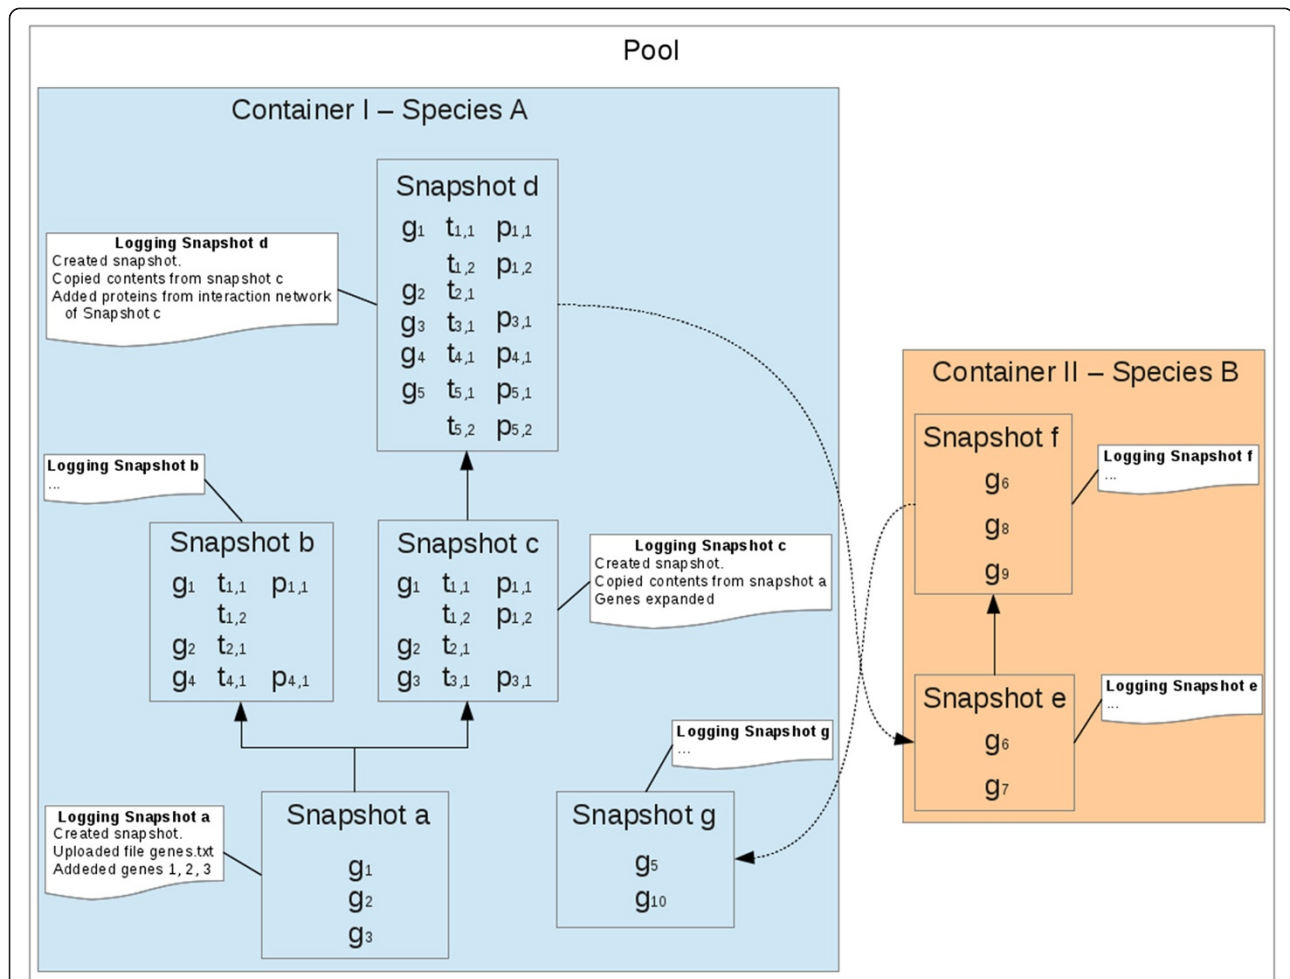 Pool
Container I – Species A
Snapshot d
g1 t1,1 p1,1
t1,2 p1,2
g2 t2,1
g3 t3,1 p3,1
g4 t4,1 p4,1
g5 t5,1 p5,1
t5,2 p5,2
Logging Snapshot d
Created snapshot.
Copied contents from snapshot c
Added proteins from interaction network
of Snapshot c
Logging Snapshot b
...
Snapshot b
g1 t1,1 p1,1
t1,2
g2 t2,1
g4 t4,1 p4,1
Snapshot c
g1 t1,1 p1,1
t1,2 p1,2
g2 t2,1
g3 t3,1 p3,1
Logging Snapshot c
Created snapshot.
Copied contents from snapshot a
Genes expanded
Logging Snapshot a
Created snapshot.
Uploaded file genes.txt
Addeded genes 1, 2, 3
Snapshot a
g1
g2
g3
Logging Snapshot g
...
Snapshot g
g5
g10
Container II – Species B
Snapshot f
g6
g8
g9
Logging Snapshot f
...
Snapshot e
g6
g7
Logging Snapshot e
...